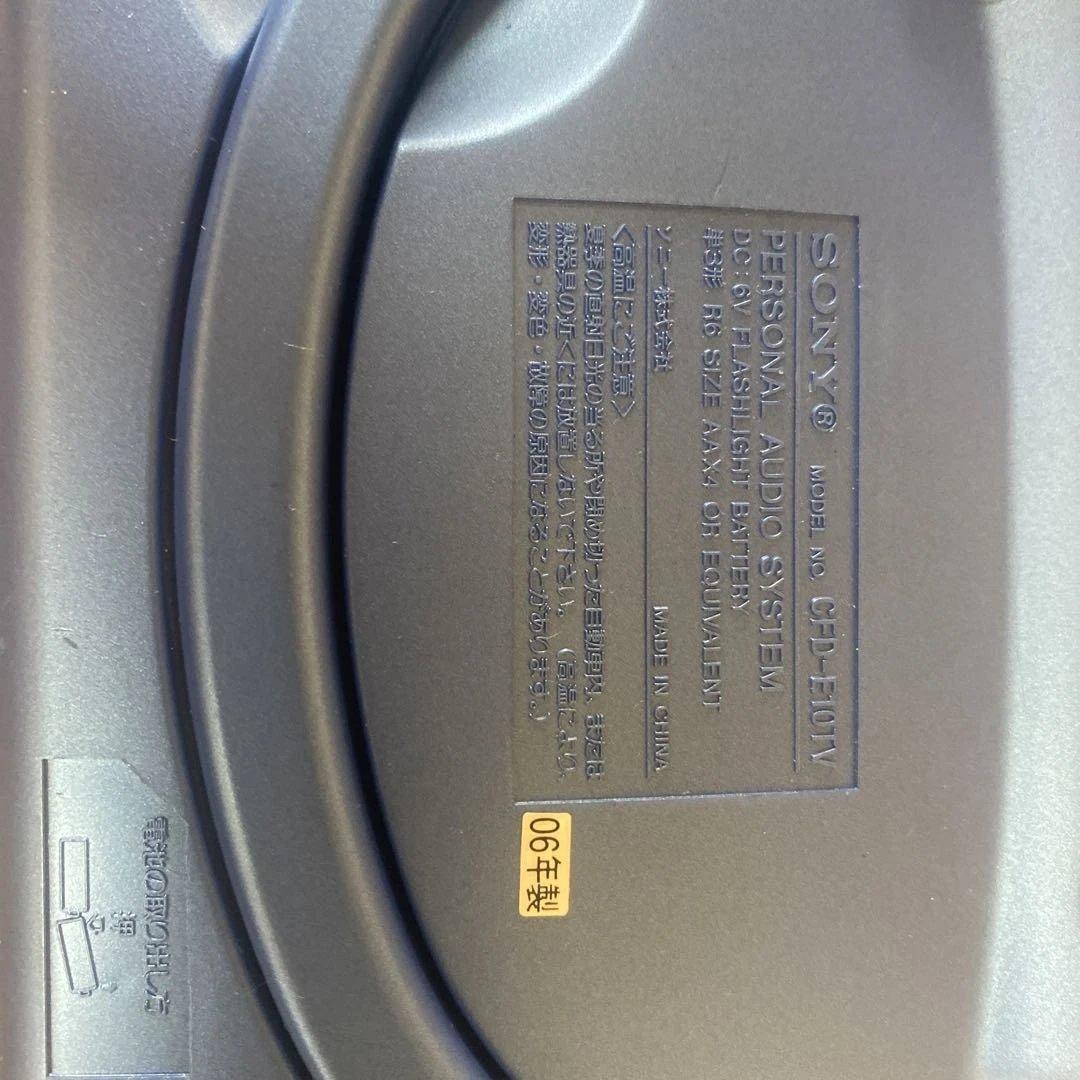 SONY® MODEL NO. CFD-E10TV
PERSONAL AUDIO SYSTEM
DC:6V FLASHLIGHT BATTERY
単3形 R6 SIZE AAX4 OR EQUIVALENT
ソニー株式会社 MADE IN CHINA
<高温にご注意>
夏季の直射日光の当る所や閉め切った自動車内、または
熱器具の近くには放置しないで下さい。(高温により、
変形・変色・故障の原因になることがあります。)
06年製
電池の取り出し方
押